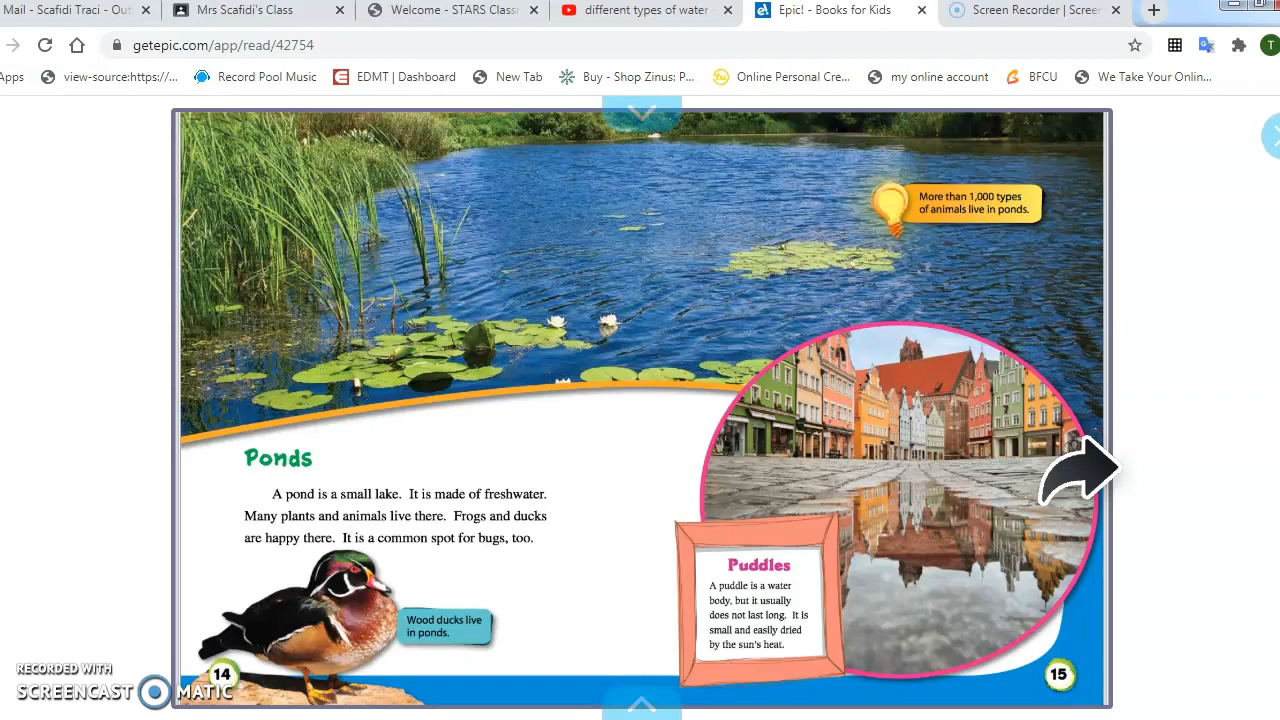 Mail - Scafidi Traci - Out
Mrs Scafidi's Class
Welcome - STARS Class
different types of water
Epic! - Books for Kids
Screen Recorder | Scree
getepic.com/app/read/42754
T
Apps
view-source:https://...
Record Pool Music
EDMT | Dashboard
New Tab
Buy - Shop Zinus: P...
Online Personal Cre...
my online account
BFCU
We Take Your Onlin...
More than 1,000 types
of animals live in ponds.
Ponds
A pond is a small lake. It is made of freshwater.
Many plants and animals live there. Frogs and ducks
are happy there. It is a common spot for bugs, too.
Wood ducks live
in ponds.
Puddles
A puddle is a water
body, but it usually
does not last long. It is
small and easily dried
by the sun's heat.
14
15
RECORDED WITH
SCREENCAST MATIC